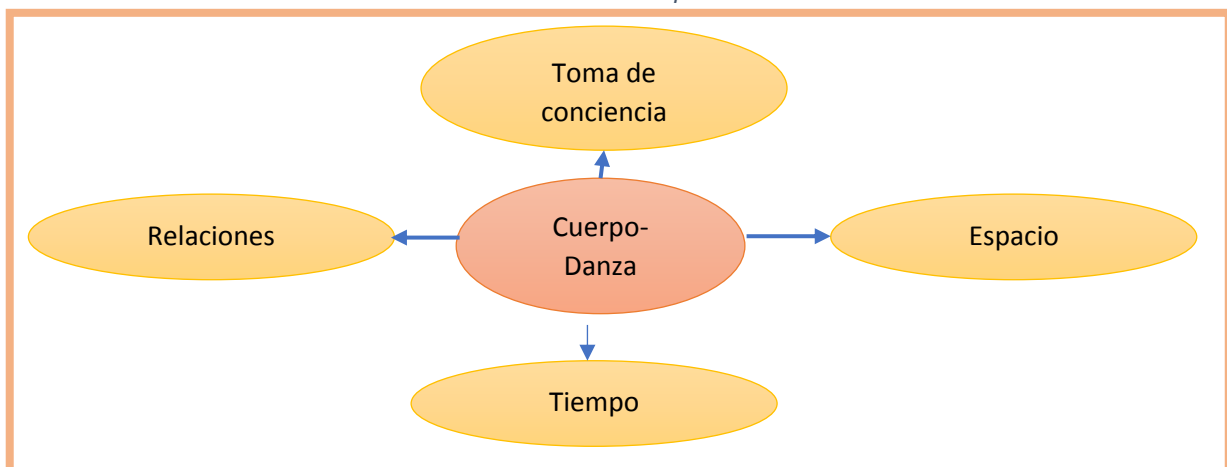 Toma de
conciencia
Relaciones
Cuerpo-
Danza
Espacio
Tiempo